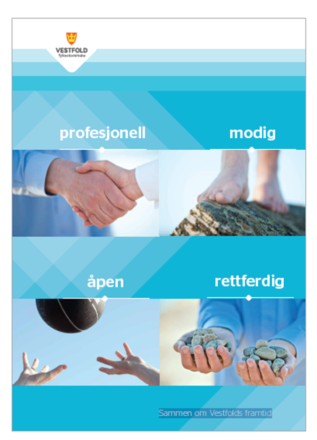 VESTFOLD
fylkeskommune
profesjonell
modig
åpen
rettferdig
Sammen om Vestfolds framtid